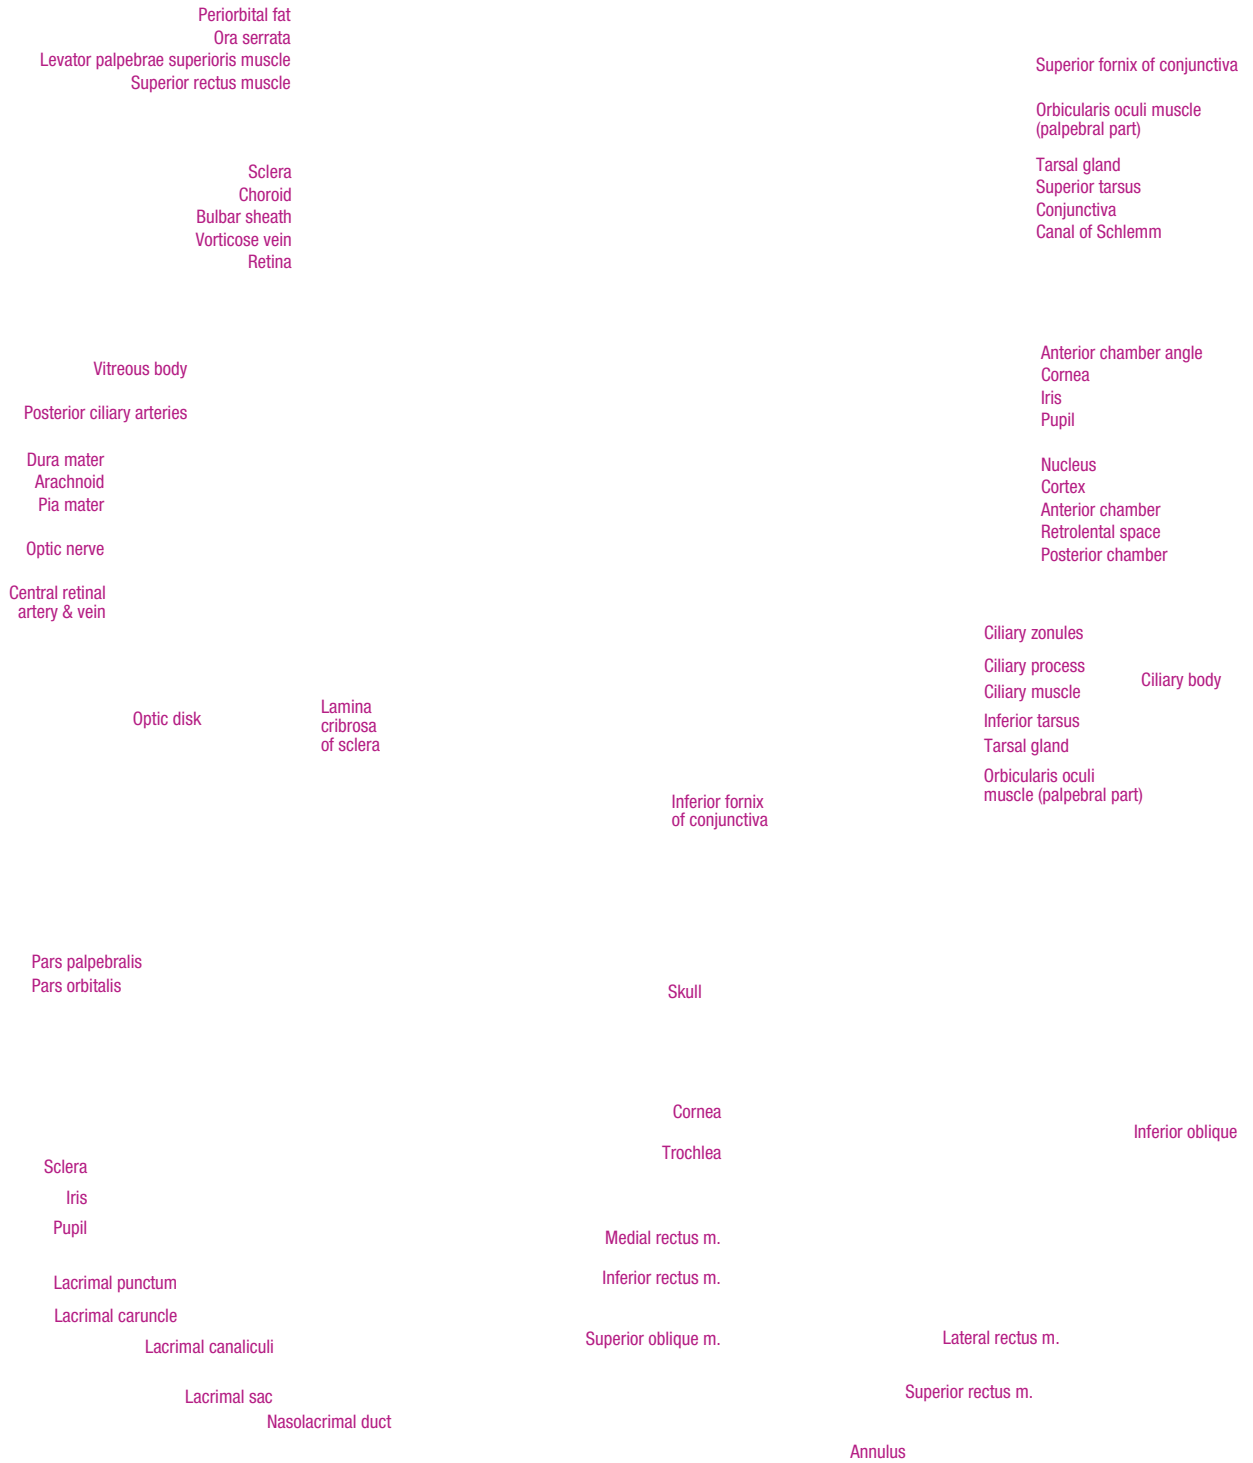 Periorbital fat
Ora serrata
Levator palpebrae superioris muscle
Superior rectus muscle
Superior fornix of conjunctiva
Orbicularis oculi muscle
(palpebral part)
Tarsal gland
Superior tarsus
Conjunctiva
Canal of Schlemm
Sclera
Choroid
Bulbar sheath
Vorticose vein
Retina
Vitreous body
Posterior ciliary arteries
Dura mater
Arachnoid
Pia mater
Optic nerve
Central retinal
artery & vein
Anterior chamber angle
Cornea
Iris
Pupil
Nucleus
Cortex
Anterior chamber
Retrolental space
Posterior chamber
Ciliary zonules
Ciliary process
Ciliary muscle
Ciliary body
Inferior tarsus
Tarsal gland
Orbicularis oculi
muscle (palpebral part)
Optic disk
Lamina
cribrosa
of sclera
Inferior fornix
of conjunctiva
Pars palpebralis
Pars orbitalis
Sclera
Iris
Pupil
Lacrimal punctum
Lacrimal caruncle
Lacrimal canaliculi
Lacrimal sac
Nasolacrimal duct
Skull
Cornea
Trochlea
Inferior oblique
Medial rectus m.
Inferior rectus m.
Superior oblique m.
Lateral rectus m.
Superior rectus m.
Annulus